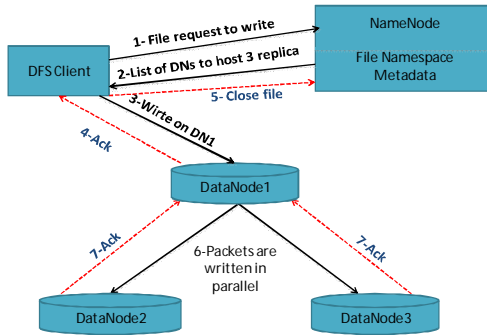 1- File request to write
NameNode
2-List of DNs to host 3 replica
DFS Client
File Namespace
Metadata
5- Close file
3-Wirte on DN1
4-Ack
DataNode1
7-Ack
6-Packets are
written in
parallel
7-Ack
DataNode2
DataNode3